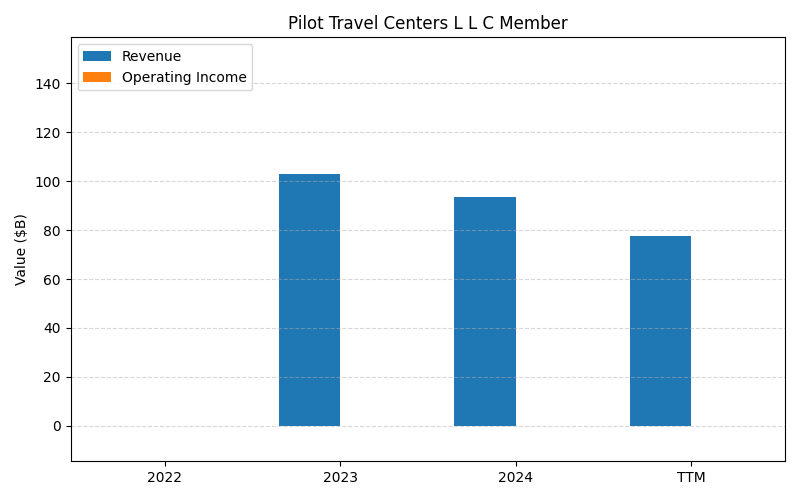 Pilot Travel Centers L L C Member
Revenue
Operating Income
Value ($B)
140
120
100
80
60
40
20
0
2022 2023 2024 TTM